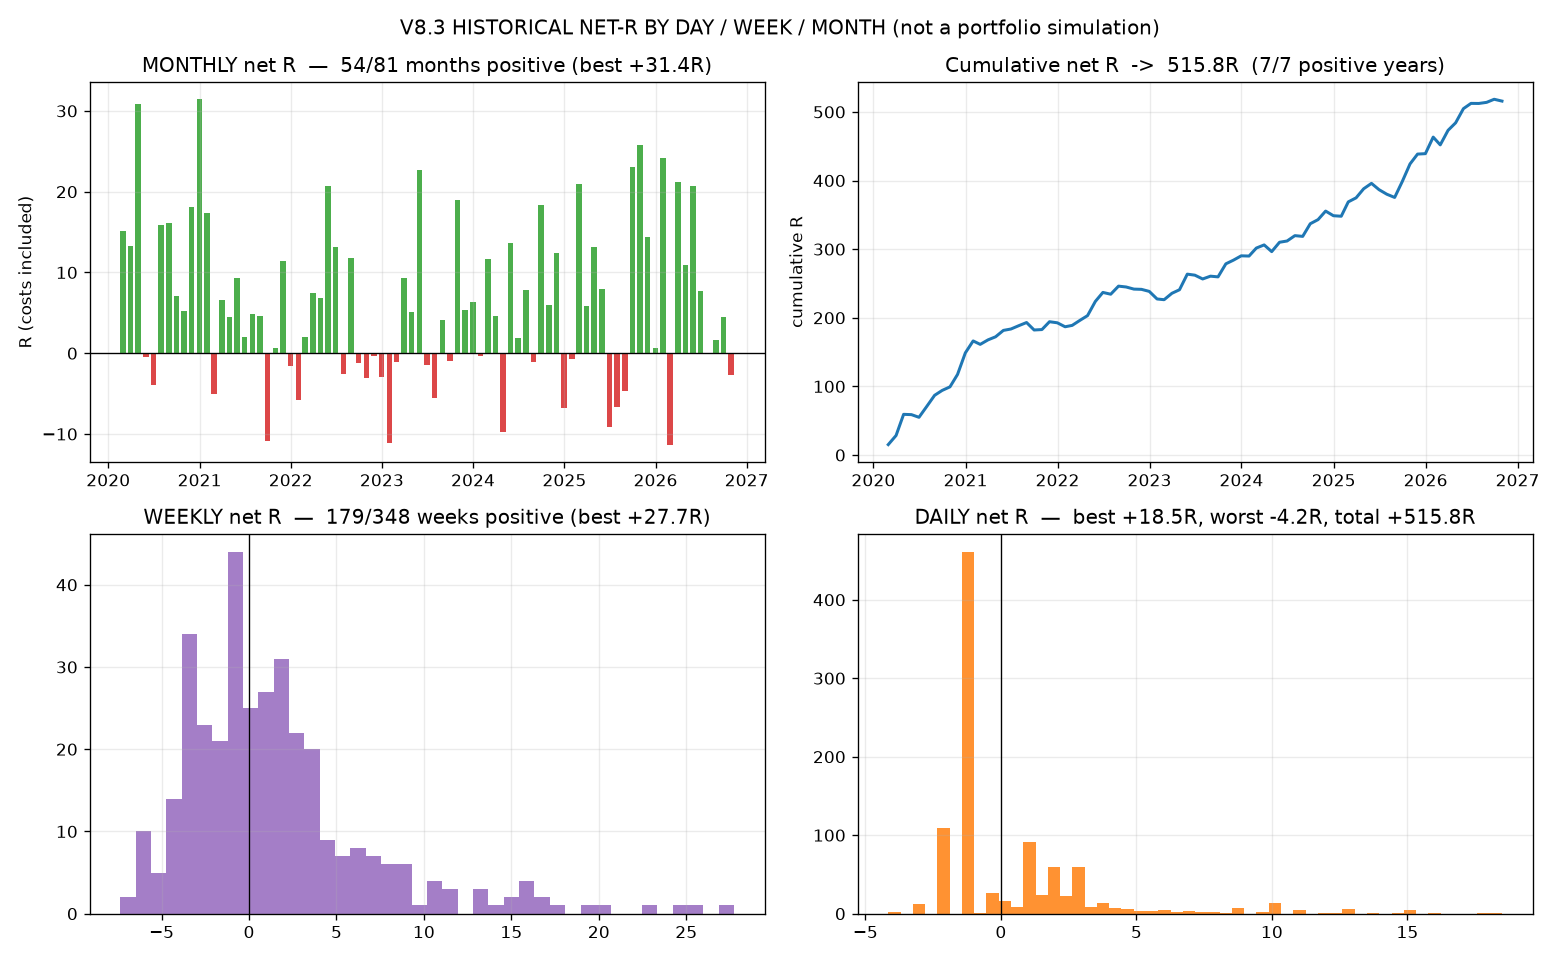 V8.3 HISTORICAL NET-R BY DAY / WEEK / MONTH (not a portfolio simulation)
MONTHLY net R — 54/81 months positive (best +31.4R)
R (costs included)
30
20
10
0
−10
2020 2021 2022 2023 2024 2025 2026 2027
Cumulative net R -> 515.8R (7/7 positive years)
cumulative R
500
400
300
200
100
0
2020 2021 2022 2023 2024 2025 2026 2027
WEEKLY net R — 179/348 weeks positive (best +27.7R)
40
30
20
10
0
−5 0 5 10 15 20 25
DAILY net R — best +18.5R, worst -4.2R, total +515.8R
400
300
200
100
0
−5 0 5 10 15